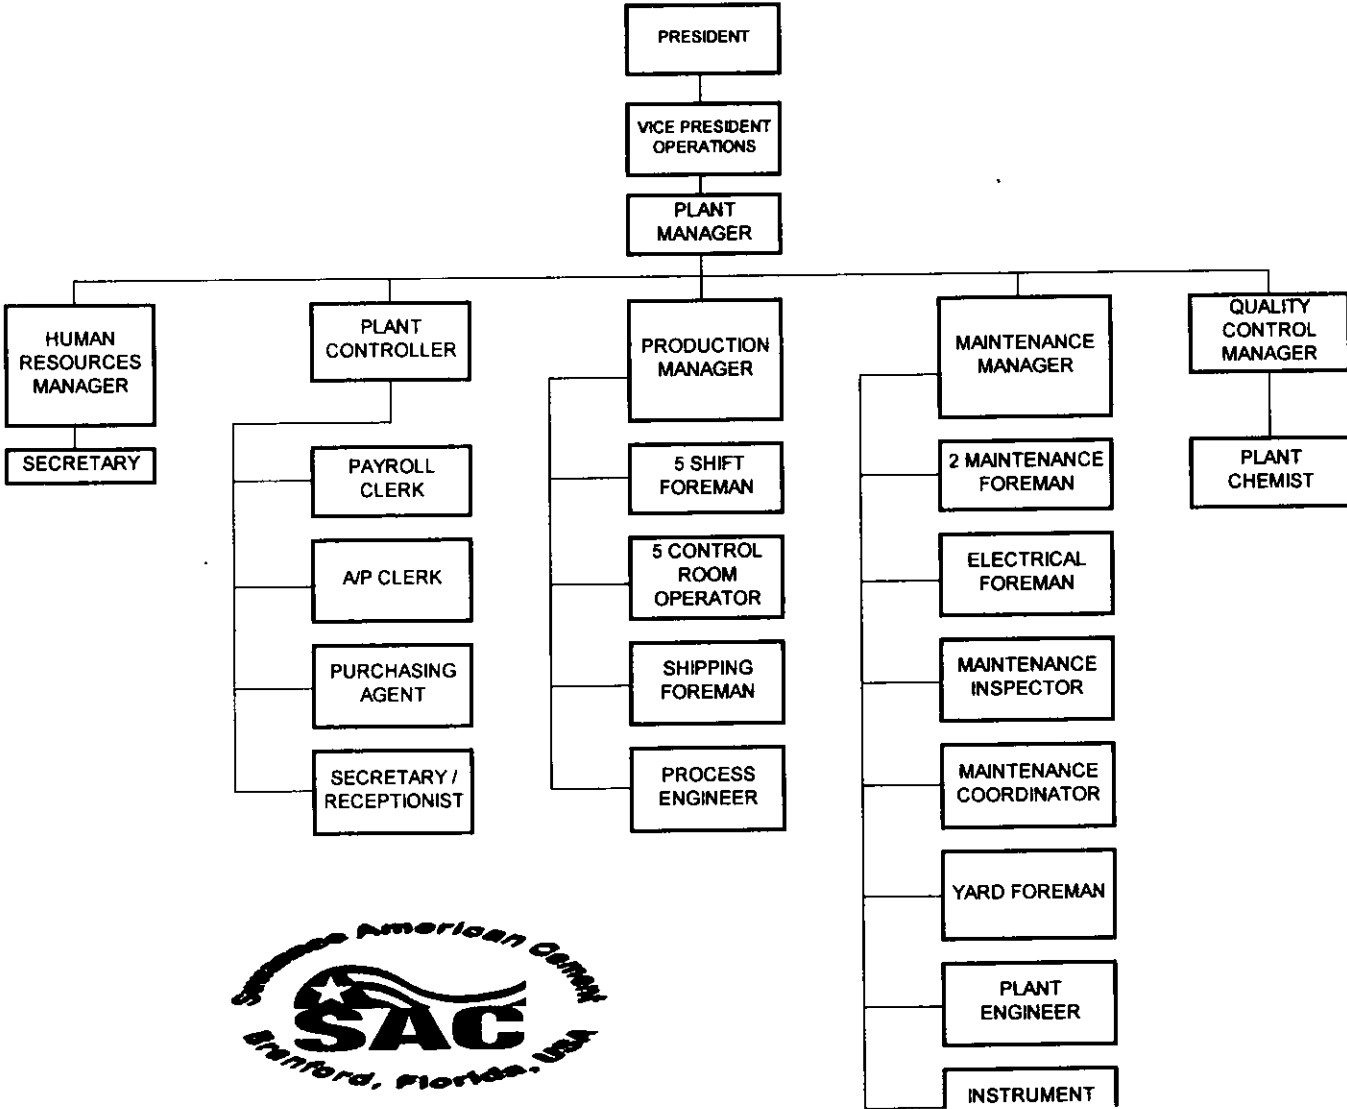 PRESIDENT
VICE PRESIDENT
OPERATIONS
PLANT
MANAGER
HUMAN
RESOURCES
MANAGER
SECRETARY
PLANT
CONTROLLER
PAYROLL
CLERK
A/P CLERK
PURCHASING
AGENT
SECRETARY /
RECEPTIONIST
PRODUCTION
MANAGER
5 SHIFT
FOREMAN
5 CONTROL
ROOM
OPERATOR
SHIPPING
FOREMAN
PROCESS
ENGINEER
MAINTENANCE
MANAGER
2 MAINTENANCE
FOREMAN
ELECTRICAL
FOREMAN
MAINTENANCE
INSPECTOR
MAINTENANCE
COORDINATOR
YARD FOREMAN
PLANT
ENGINEER
INSTRUMENT
QUALITY
CONTROL
MANAGER
PLANT
CHEMIST
American Cement
SAC
Branford, Florida, USA